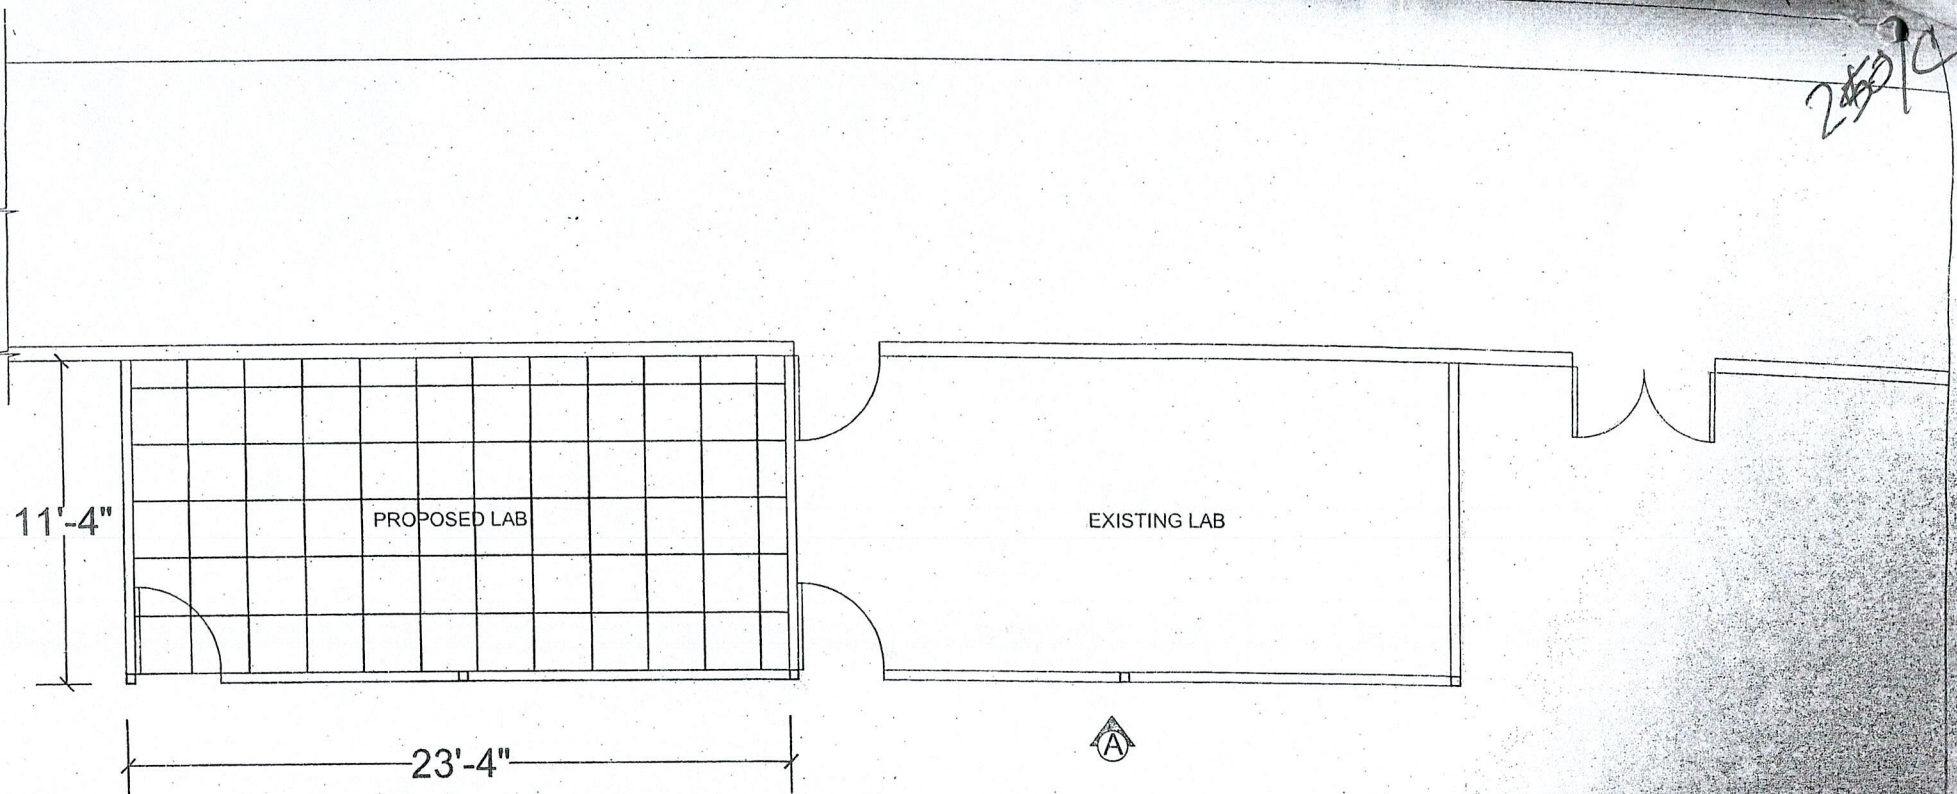 11'-4"
PROPOSED LAB
EXISTING LAB
23'-4"
A